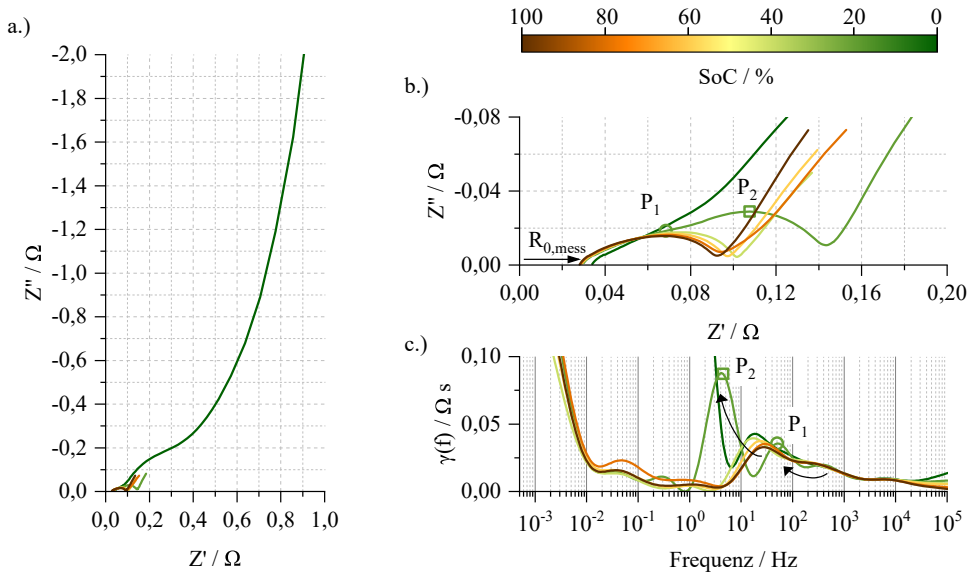 a.)
-2,0
-1,8
-1,6
-1,4
-1,2
-1,0
-0,8
-0,6
-0,4
-0,2
0,0
Z'' / Ω
0,0 0,2 0,4 0,6 0,8 1,0
Z' / Ω
100 80 60 40 20 0
SoC / %
b.)
-0,08
-0,04
0,00
Z'' / Ω
P1
P2
R0,mess
0,00 0,04 0,08 0,12 0,16 0,20
Z' / Ω
c.)
0,10
0,05
0,00
γ(f) / Ω s
P2
P1
10-3 10-2 10-1 100 101 102 103 104 105
Frequenz / Hz